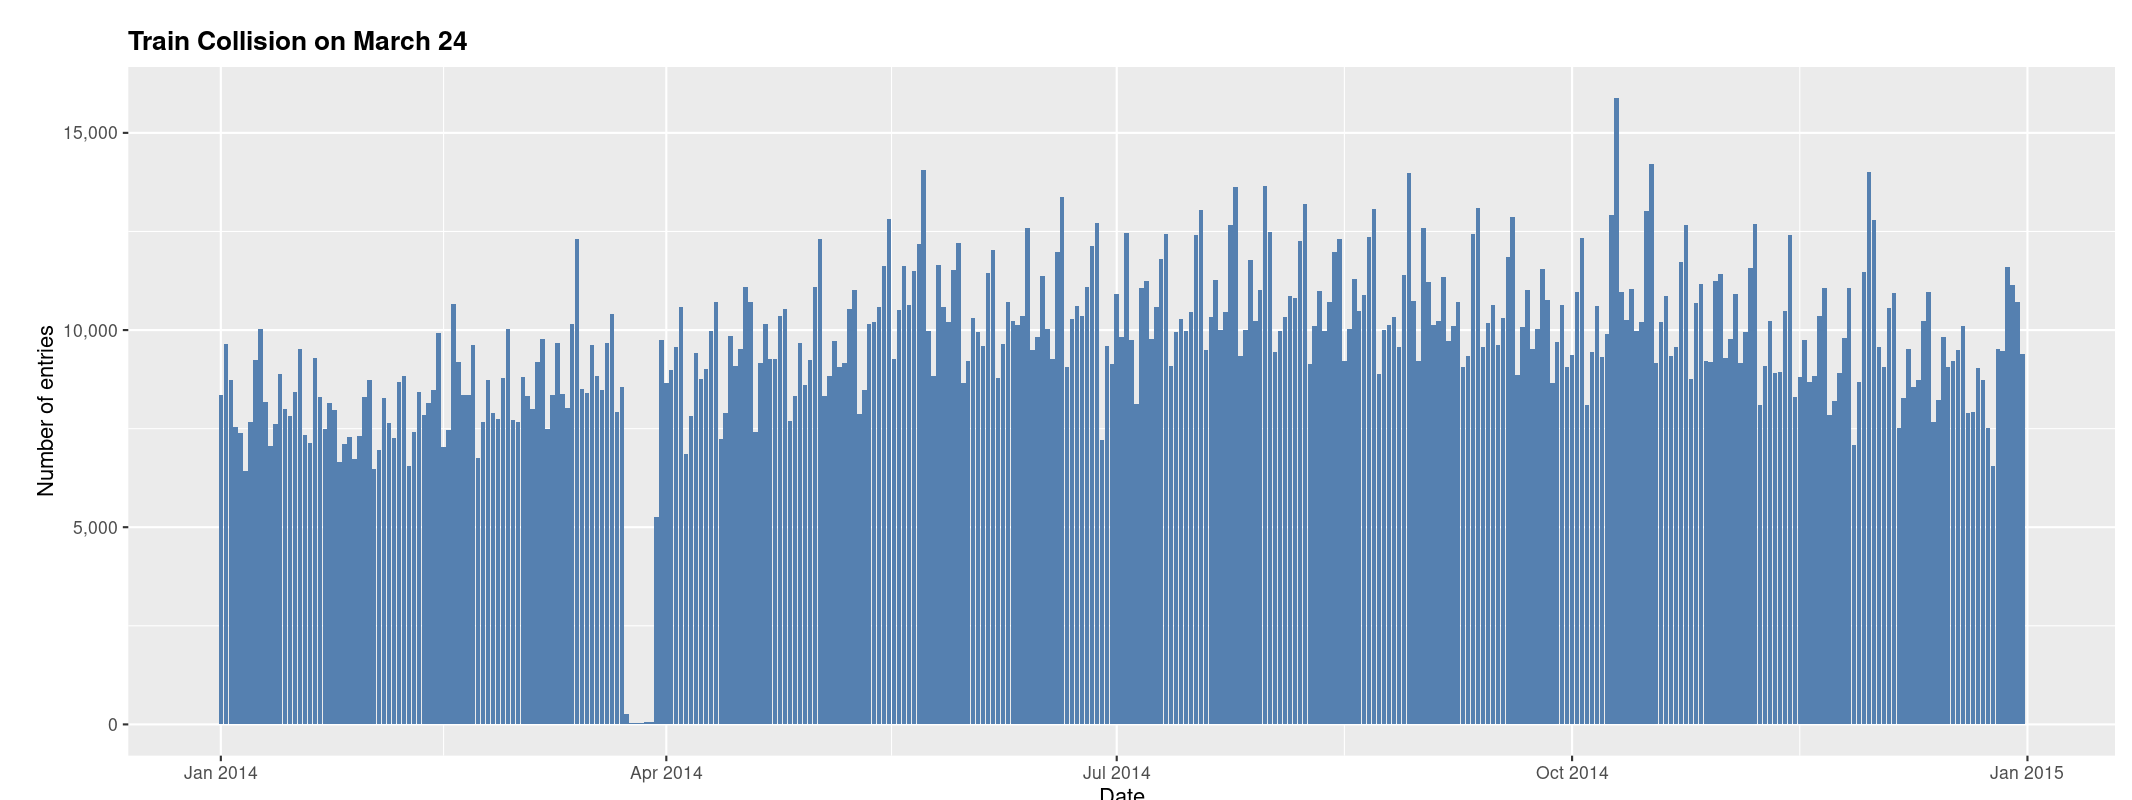 Train Collision on March 24
15,000
10,000
5,000
0
Number of entries
Jan 2014
Apr 2014
Jul 2014
Oct 2014
Jan 2015
Date